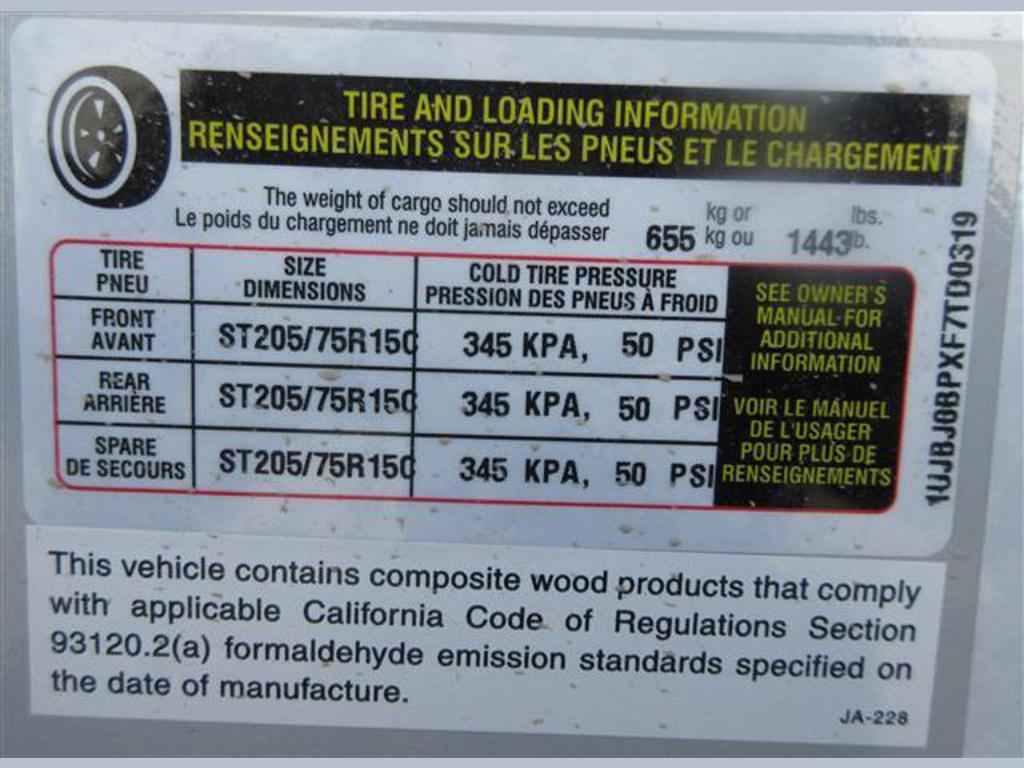 TIRE AND LOADING INFORMATION
RENSEIGNEMENTS SUR LES PNEUS ET LE CHARGEMENT
The weight of cargo should not exceed 655 kg or 1443 lbs.
Le poids du chargement ne doit jamais dépasser kg ou lb.
TIRE PNEU
SIZE DIMENSIONS
COLD TIRE PRESSURE
PRESSION DES PNEUS À FROID
FRONT AVANT ST205/75R15C 345 KPA, 50 PSI
REAR ARRIÈRE ST205/75R15C 345 KPA, 50 PSI
SPARE DE SECOURS ST205/75R15C 345 KPA, 50 PSI
SEE OWNER'S
MANUAL FOR
ADDITIONAL
INFORMATION
VOIR LE MANUEL
DE L'USAGER
POUR PLUS DE
RENSEIGNEMENTS
1UJBJ0BPXF7TD0319
This vehicle contains composite wood products that comply
with applicable California Code of Regulations Section
93120.2(a) formaldehyde emission standards specified on
the date of manufacture.
JA-228